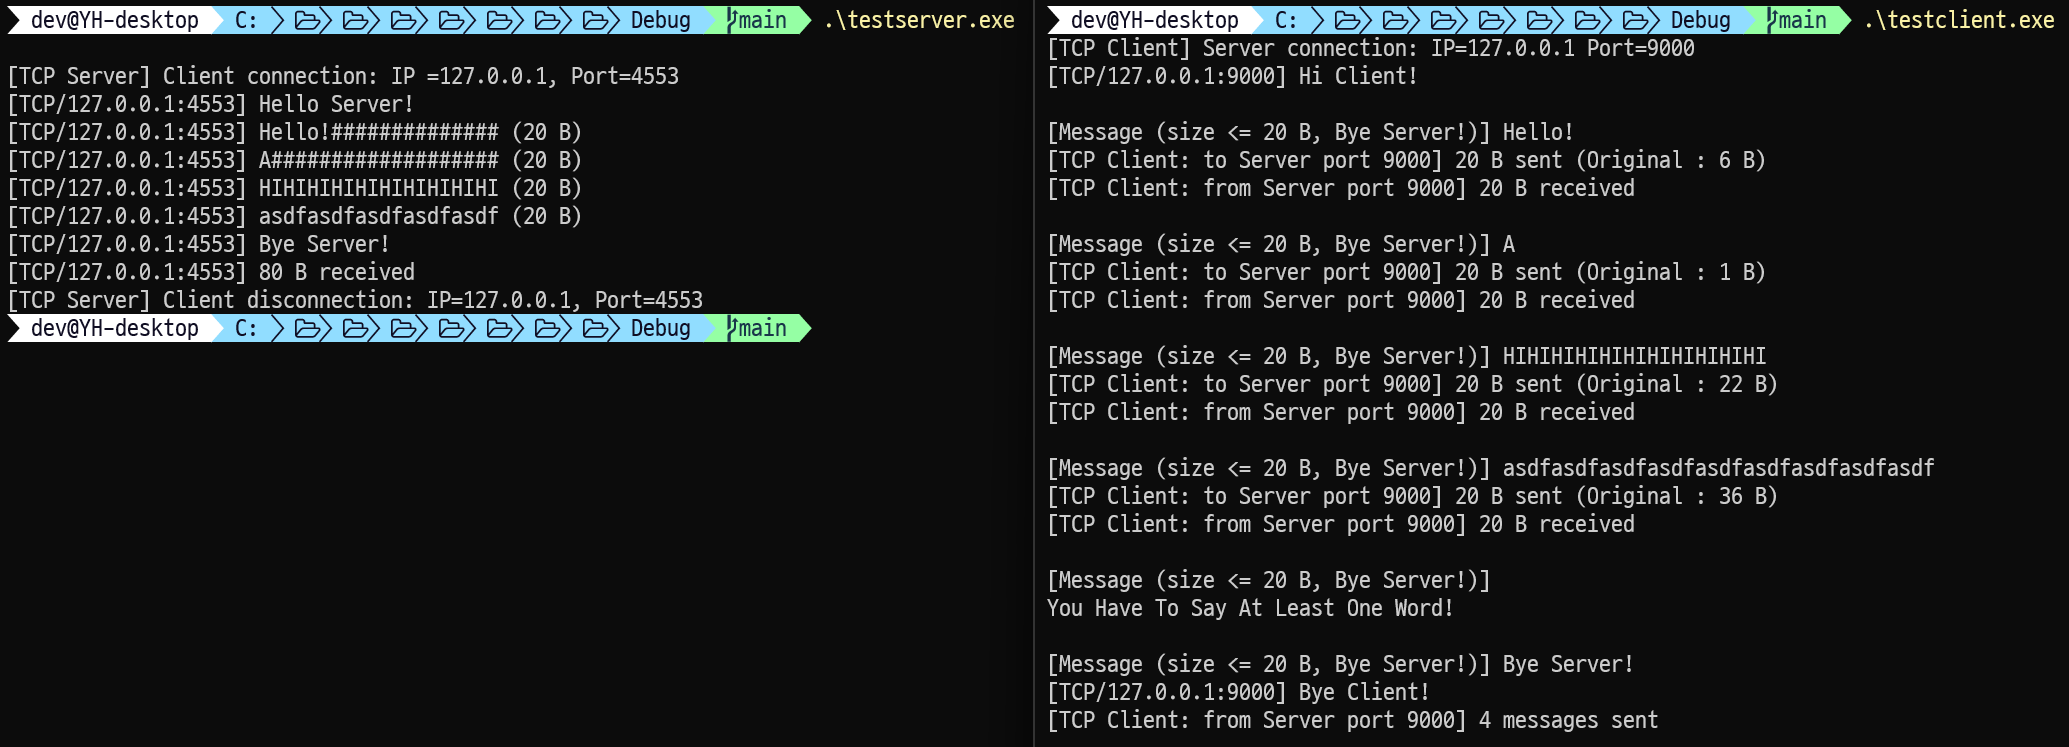 dev@YH-desktop C: Debug main .\testserver.exe
[TCP Server] Client connection: IP =127.0.0.1, Port=4553
[TCP/127.0.0.1:4553] Hello Server!
[TCP/127.0.0.1:4553] Hello!############## (20 B)
[TCP/127.0.0.1:4553] A################### (20 B)
[TCP/127.0.0.1:4553] HIHIHIHIHIHIHIHIHIHI (20 B)
[TCP/127.0.0.1:4553] asdfasdfasdfasdfasdf (20 B)
[TCP/127.0.0.1:4553] Bye Server!
[TCP/127.0.0.1:4553] 80 B received
[TCP Server] Client disconnection: IP=127.0.0.1, Port=4553
dev@YH-desktop C: Debug main
dev@YH-desktop C: Debug main .\testclient.exe
[TCP Client] Server connection: IP=127.0.0.1 Port=9000
[TCP/127.0.0.1:9000] Hi Client!
[Message (size <= 20 B, Bye Server!)] Hello!
[TCP Client: to Server port 9000] 20 B sent (Original : 6 B)
[TCP Client: from Server port 9000] 20 B received
[Message (size <= 20 B, Bye Server!)] A
[TCP Client: to Server port 9000] 20 B sent (Original : 1 B)
[TCP Client: from Server port 9000] 20 B received
[Message (size <= 20 B, Bye Server!)] HIHIHIHIHIHIHIHIHIHIHI
[TCP Client: to Server port 9000] 20 B sent (Original : 22 B)
[TCP Client: from Server port 9000] 20 B received
[Message (size <= 20 B, Bye Server!)] asdfasdfasdfasdfasdfasdfasdfasdfasdf
[TCP Client: to Server port 9000] 20 B sent (Original : 36 B)
[TCP Client: from Server port 9000] 20 B received
[Message (size <= 20 B, Bye Server!)]
You Have To Say At Least One Word!
[Message (size <= 20 B, Bye Server!)] Bye Server!
[TCP/127.0.0.1:9000] Bye Client!
[TCP Client: from Server port 9000] 4 messages sent